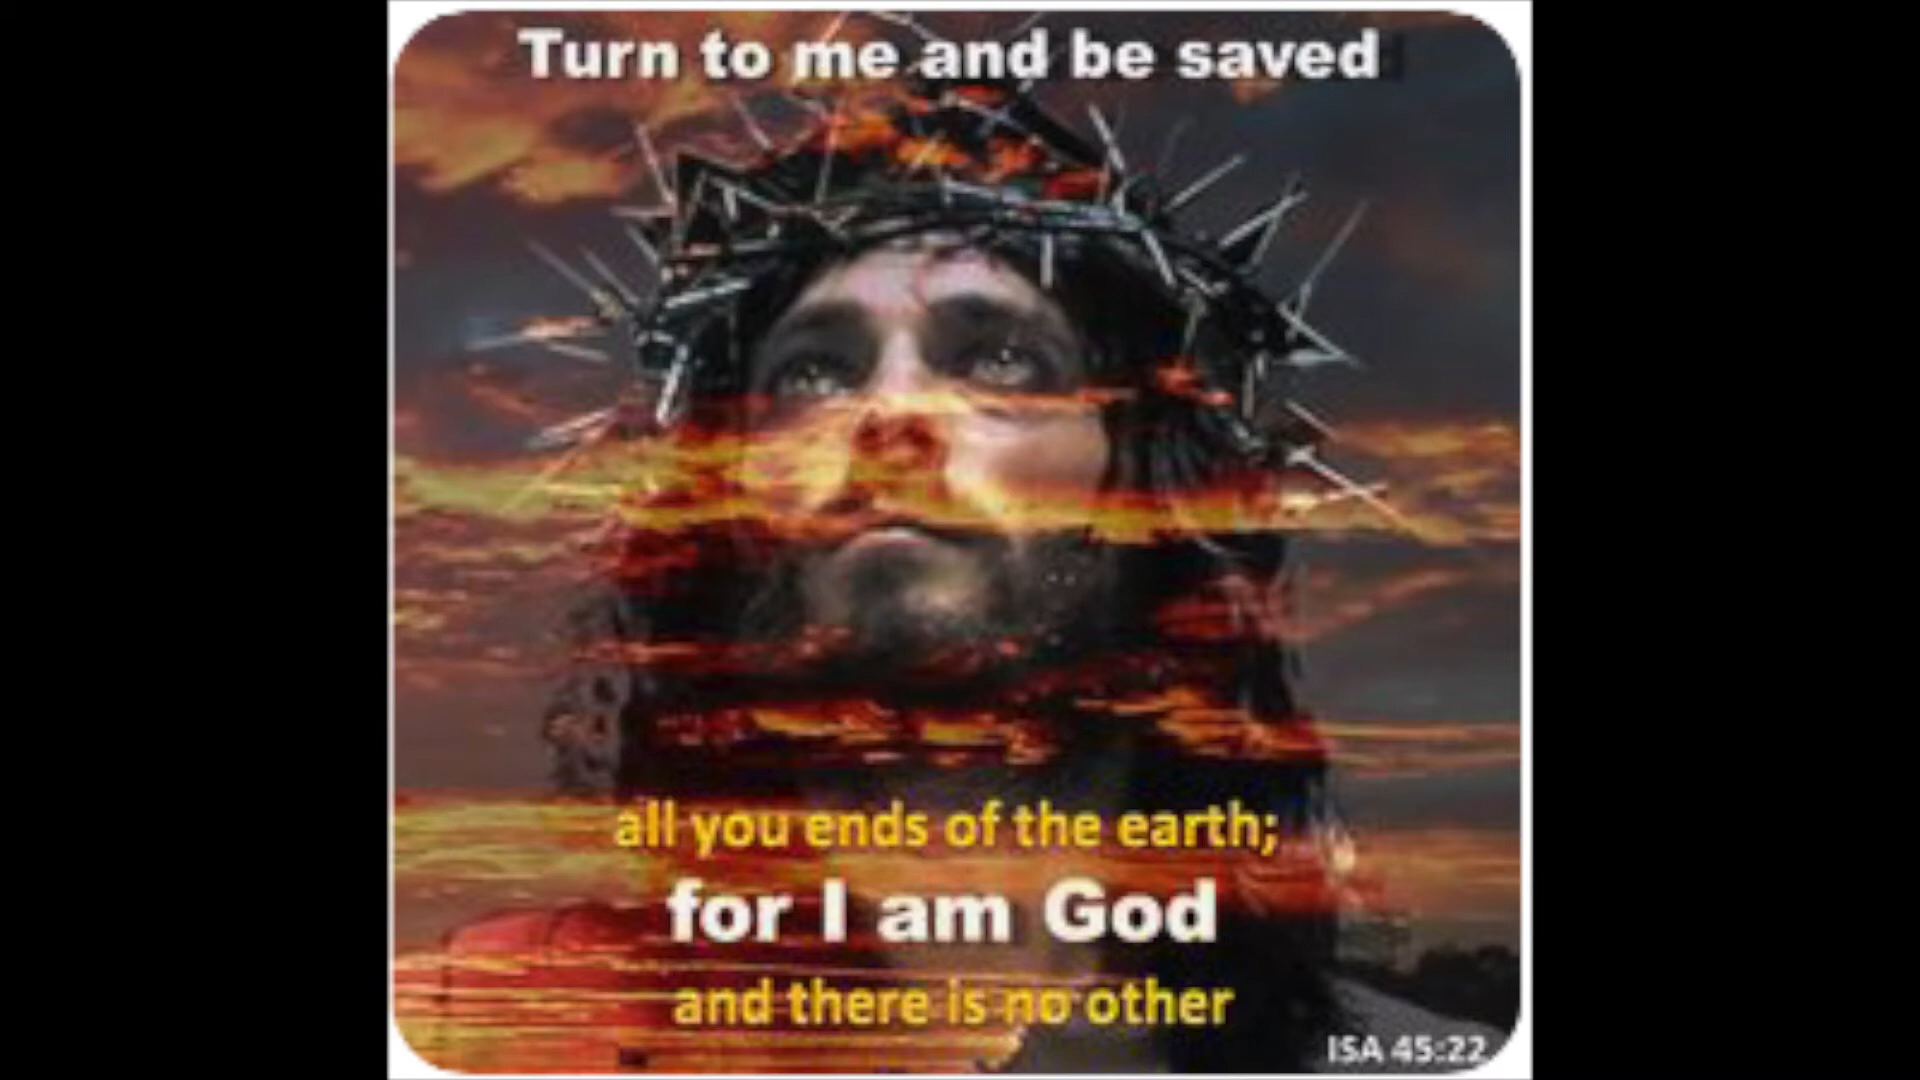 Turn to me and be saved
all you ends of the earth;
for I am God
and there is no other
ISA 45:22